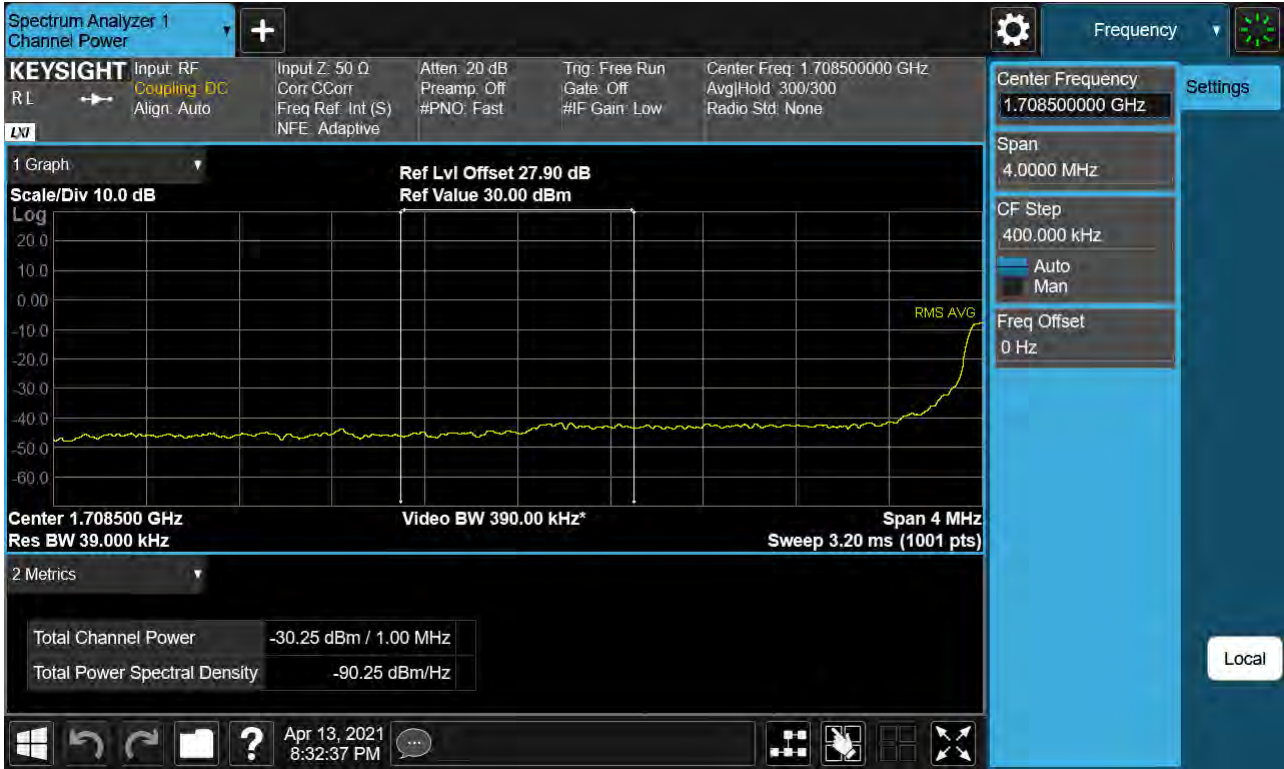 Spectrum Analyzer 1
Channel Power
+
Frequency
KEYSIGHT
R L
LXI
Input: RF
Coupling: DC
Align: Auto
Input Z: 50 Ω
Corr CCorr
Freq Ref: Int (S)
NFE: Adaptive
Atten: 20 dB
Preamp: Off
#PNO: Fast
Trig: Free Run
Gate: Off
#IF Gain: Low
Center Freq: 1.708500000 GHz
Avg|Hold: 300/300
Radio Std: None
Center Frequency
1.708500000 GHz
Settings
Span
4.0000 MHz
CF Step
400.000 kHz
Auto
Man
Freq Offset
0 Hz
1 Graph
Ref Lvl Offset 27.90 dB
Scale/Div 10.0 dB
Ref Value 30.00 dBm
Log
20.0
10.0
0.00
-10.0
-20.0
-30.0
-40.0
-50.0
-60.0
RMS AVG
Center 1.708500 GHz
Video BW 390.00 kHz*
Span 4 MHz
Res BW 39.000 kHz
Sweep 3.20 ms (1001 pts)
2 Metrics
Total Channel Power -30.25 dBm / 1.00 MHz
Total Power Spectral Density -90.25 dBm/Hz
Local
?
Apr 13, 2021
8:32:37 PM